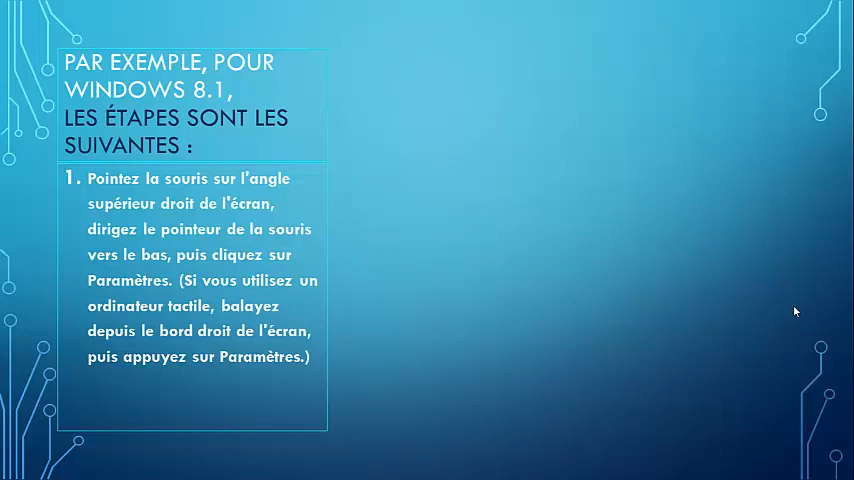 PAR EXEMPLE, POUR
WINDOWS 8.1,
LES ÉTAPES SONT LES
SUIVANTES :
1. Pointez la souris sur l'angle
supérieur droit de l'écran,
dirigez le pointeur de la souris
vers le bas, puis cliquez sur
Paramètres. (Si vous utilisez un
ordinateur tactile, balayez
depuis le bord droit de l'écran,
puis appuyez sur Paramètres.)